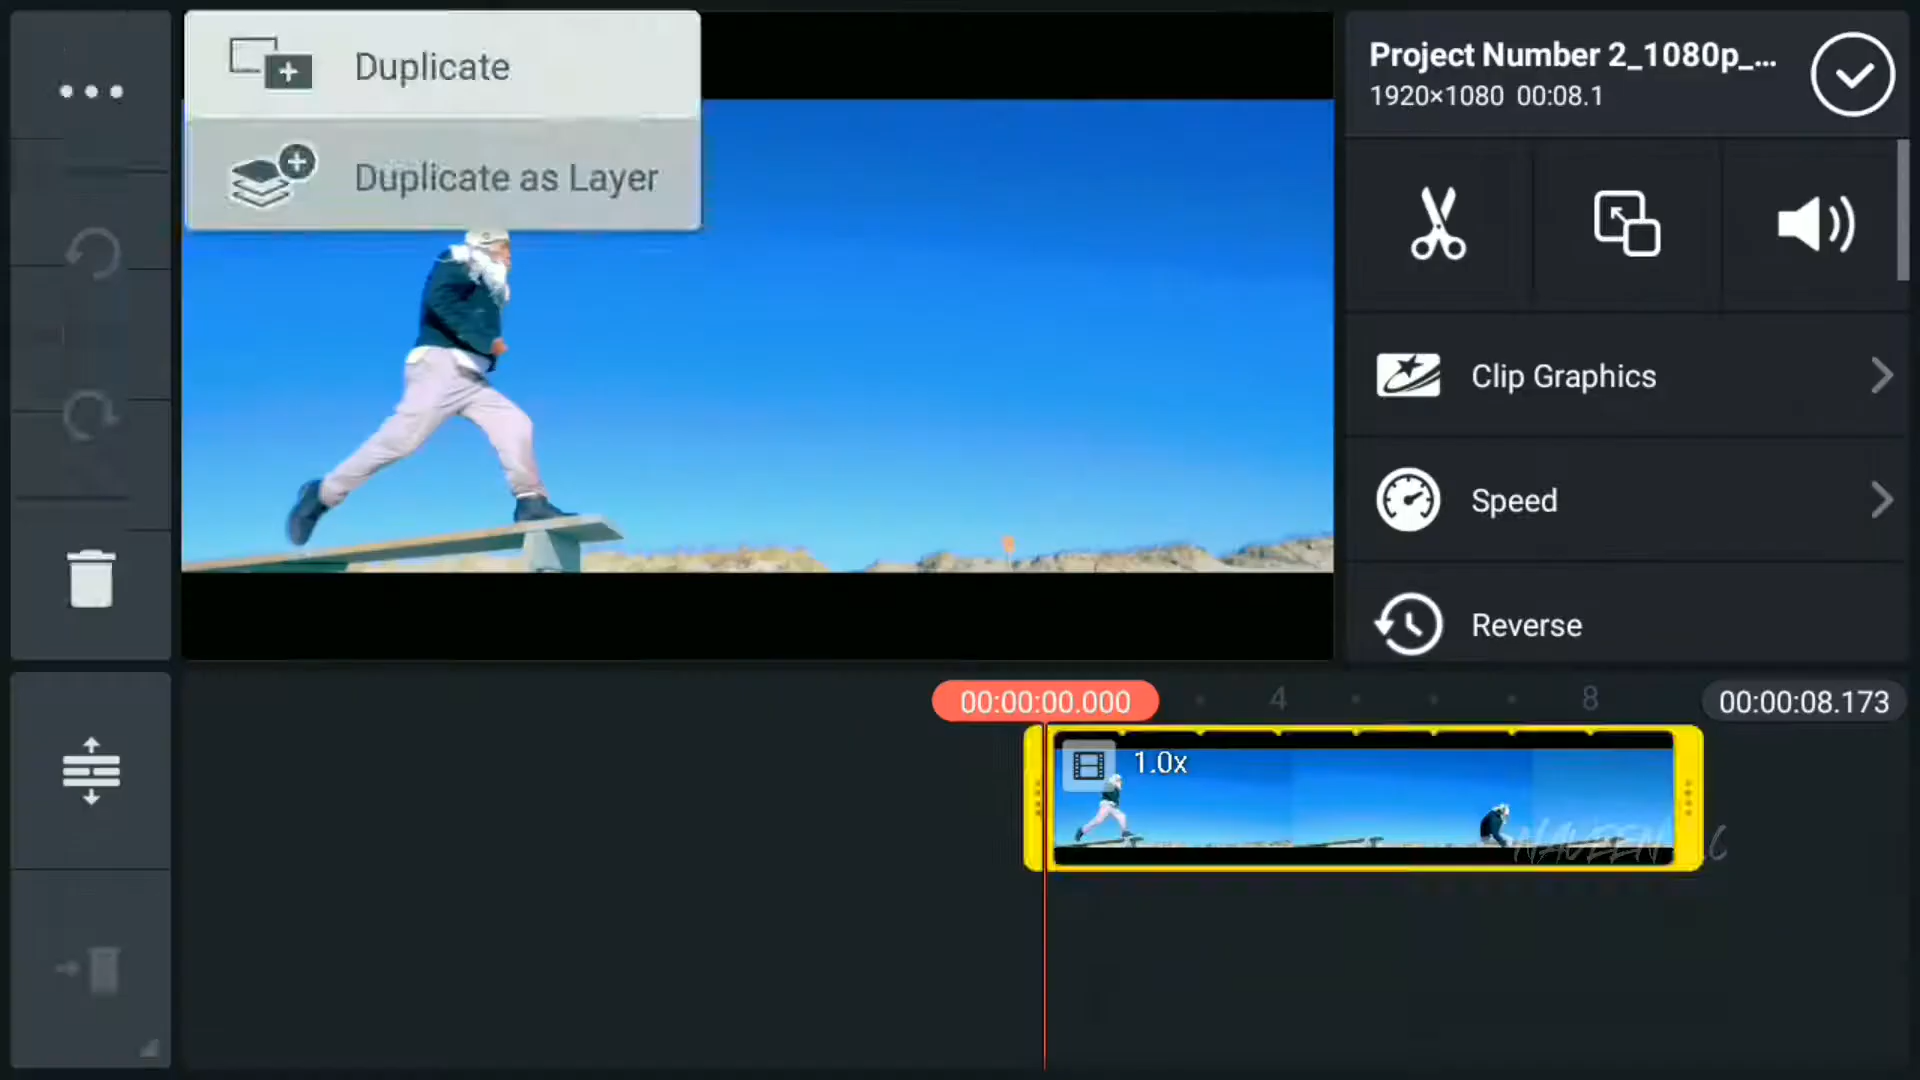 Duplicate
Duplicate as Layer
Project Number 2_1080p_...
1920×1080 00:08.1
Clip Graphics
Speed
Reverse
00:00:00.000
4
8
00:00:08.173
1.0x
NAVEEN